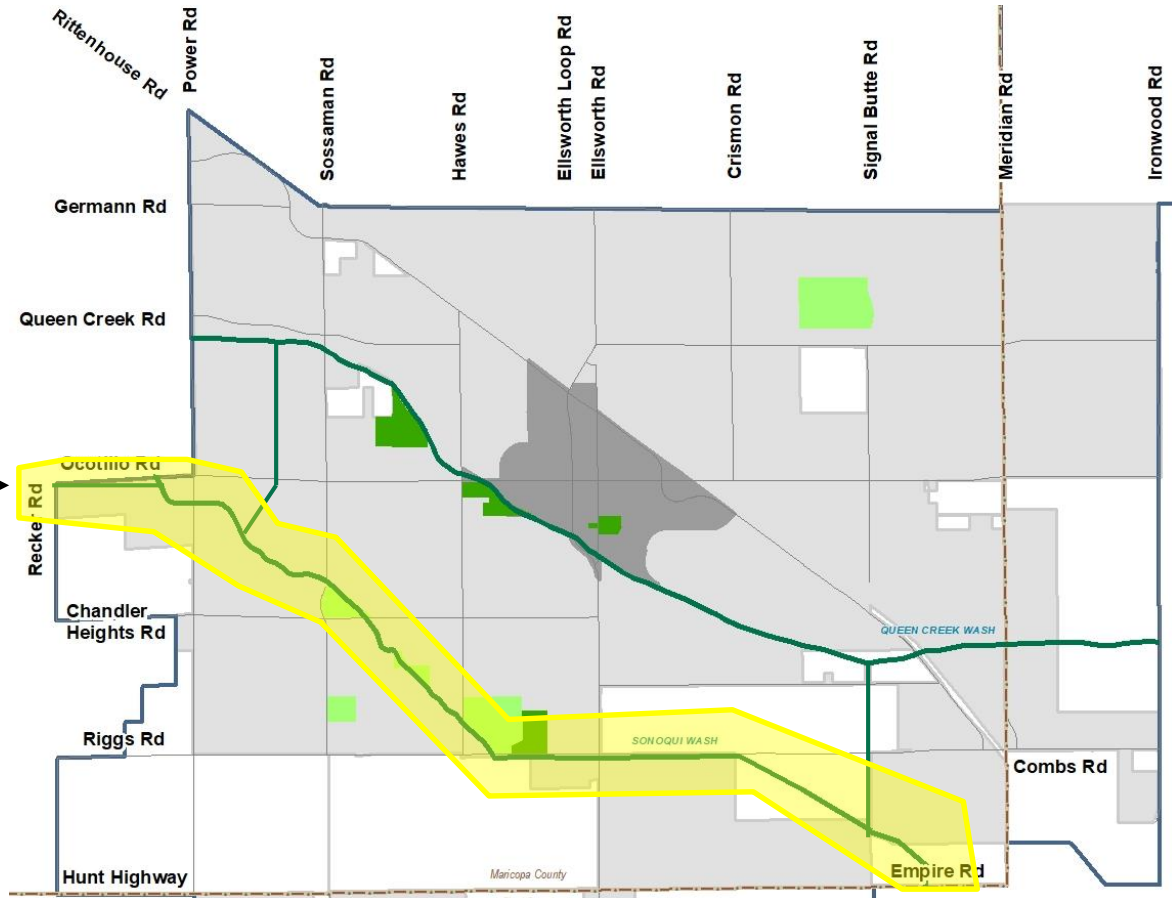 Rittenhouse Rd
Power Rd
Sossaman Rd
Hawes Rd
Ellsworth Loop Rd
Ellsworth Rd
Crismon Rd
Signal Butte Rd
Meridian Rd
Ironwood Rd
Germann Rd
Queen Creek Rd
Ocotillo Rd
Recker Rd
Chandler
Heights Rd
QUEEN CREEK WASH
Riggs Rd
SONOQUI WASH
Combs Rd
Hunt Highway
Maricopa County
Empire Rd